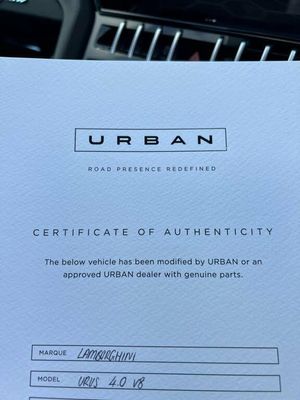 URBAN
ROAD PRESENCE REDEFINED
CERTIFICATE OF AUTHENTICITY
The below vehicle has been modified by URBAN or an
approved URBAN dealer with genuine parts.
MARQUE LAMBORGHINI
MODEL URUS 4.0 V8